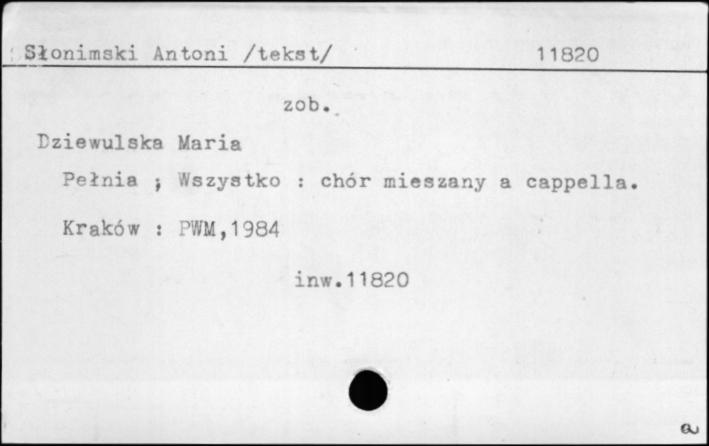 Słonimski Antoni /tekst/ 11820
zob.
Dziewulska Maria
Pełnia ; Wszystko : chór mieszany a cappella.
Kraków : PWM,1984
inw.11820